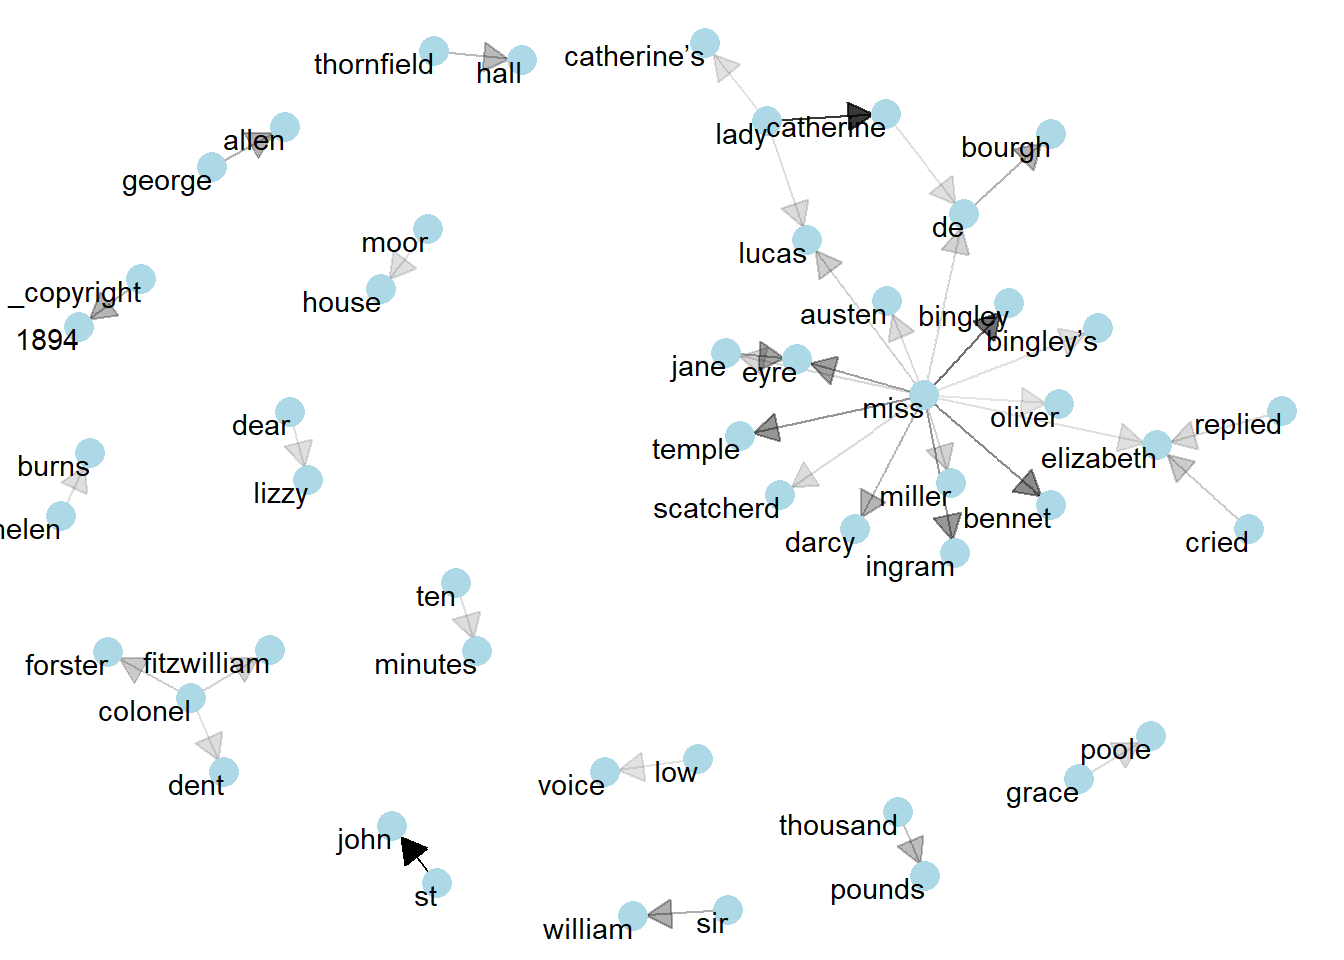 thornfield
hall
catherine’s
allen
george
lady
catherine
bourgh
moor
house
de
lucas
_copyright
1894
austen
bingley
bingley’s
jane
eyre
miss
oliver
replied
elizabeth
temple
dear
lizzy
burns
helen
scatcherd
miller
bennet
darcy
ingram
cried
ten
minutes
forster
fitzwilliam
colonel
dent
voice
low
poole
grace
john
st
thousand
pounds
william
sir